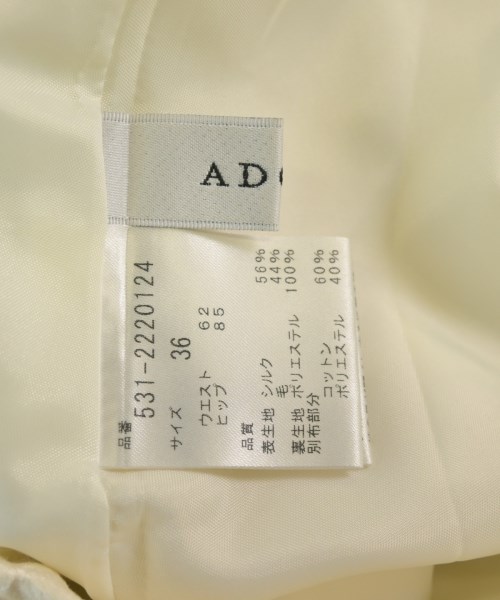 AD
品番
531-2220124
サイズ 36
ウエスト 62
ヒップ 85
品質
表生地 シルク 56%
毛 44%
裏生地 ポリエステル 100%
別布部分
コットン 60%
ポリエステル 40%